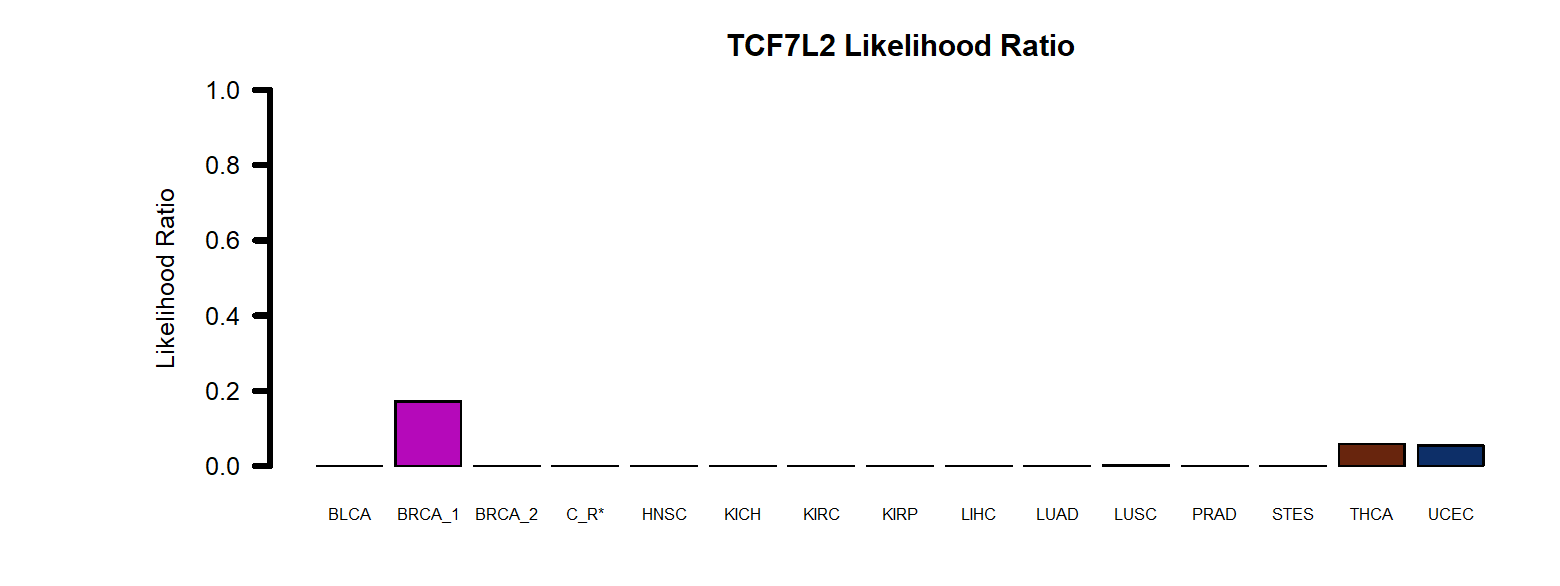 TCF7L2 Likelihood Ratio
Likelihood Ratio
1.0
0.8
0.6
0.4
0.2
0.0
BLCA BRCA_1 BRCA_2 C_R* HNSC KICH KIRC KIRP LIHC LUAD LUSC PRAD STES THCA UCEC